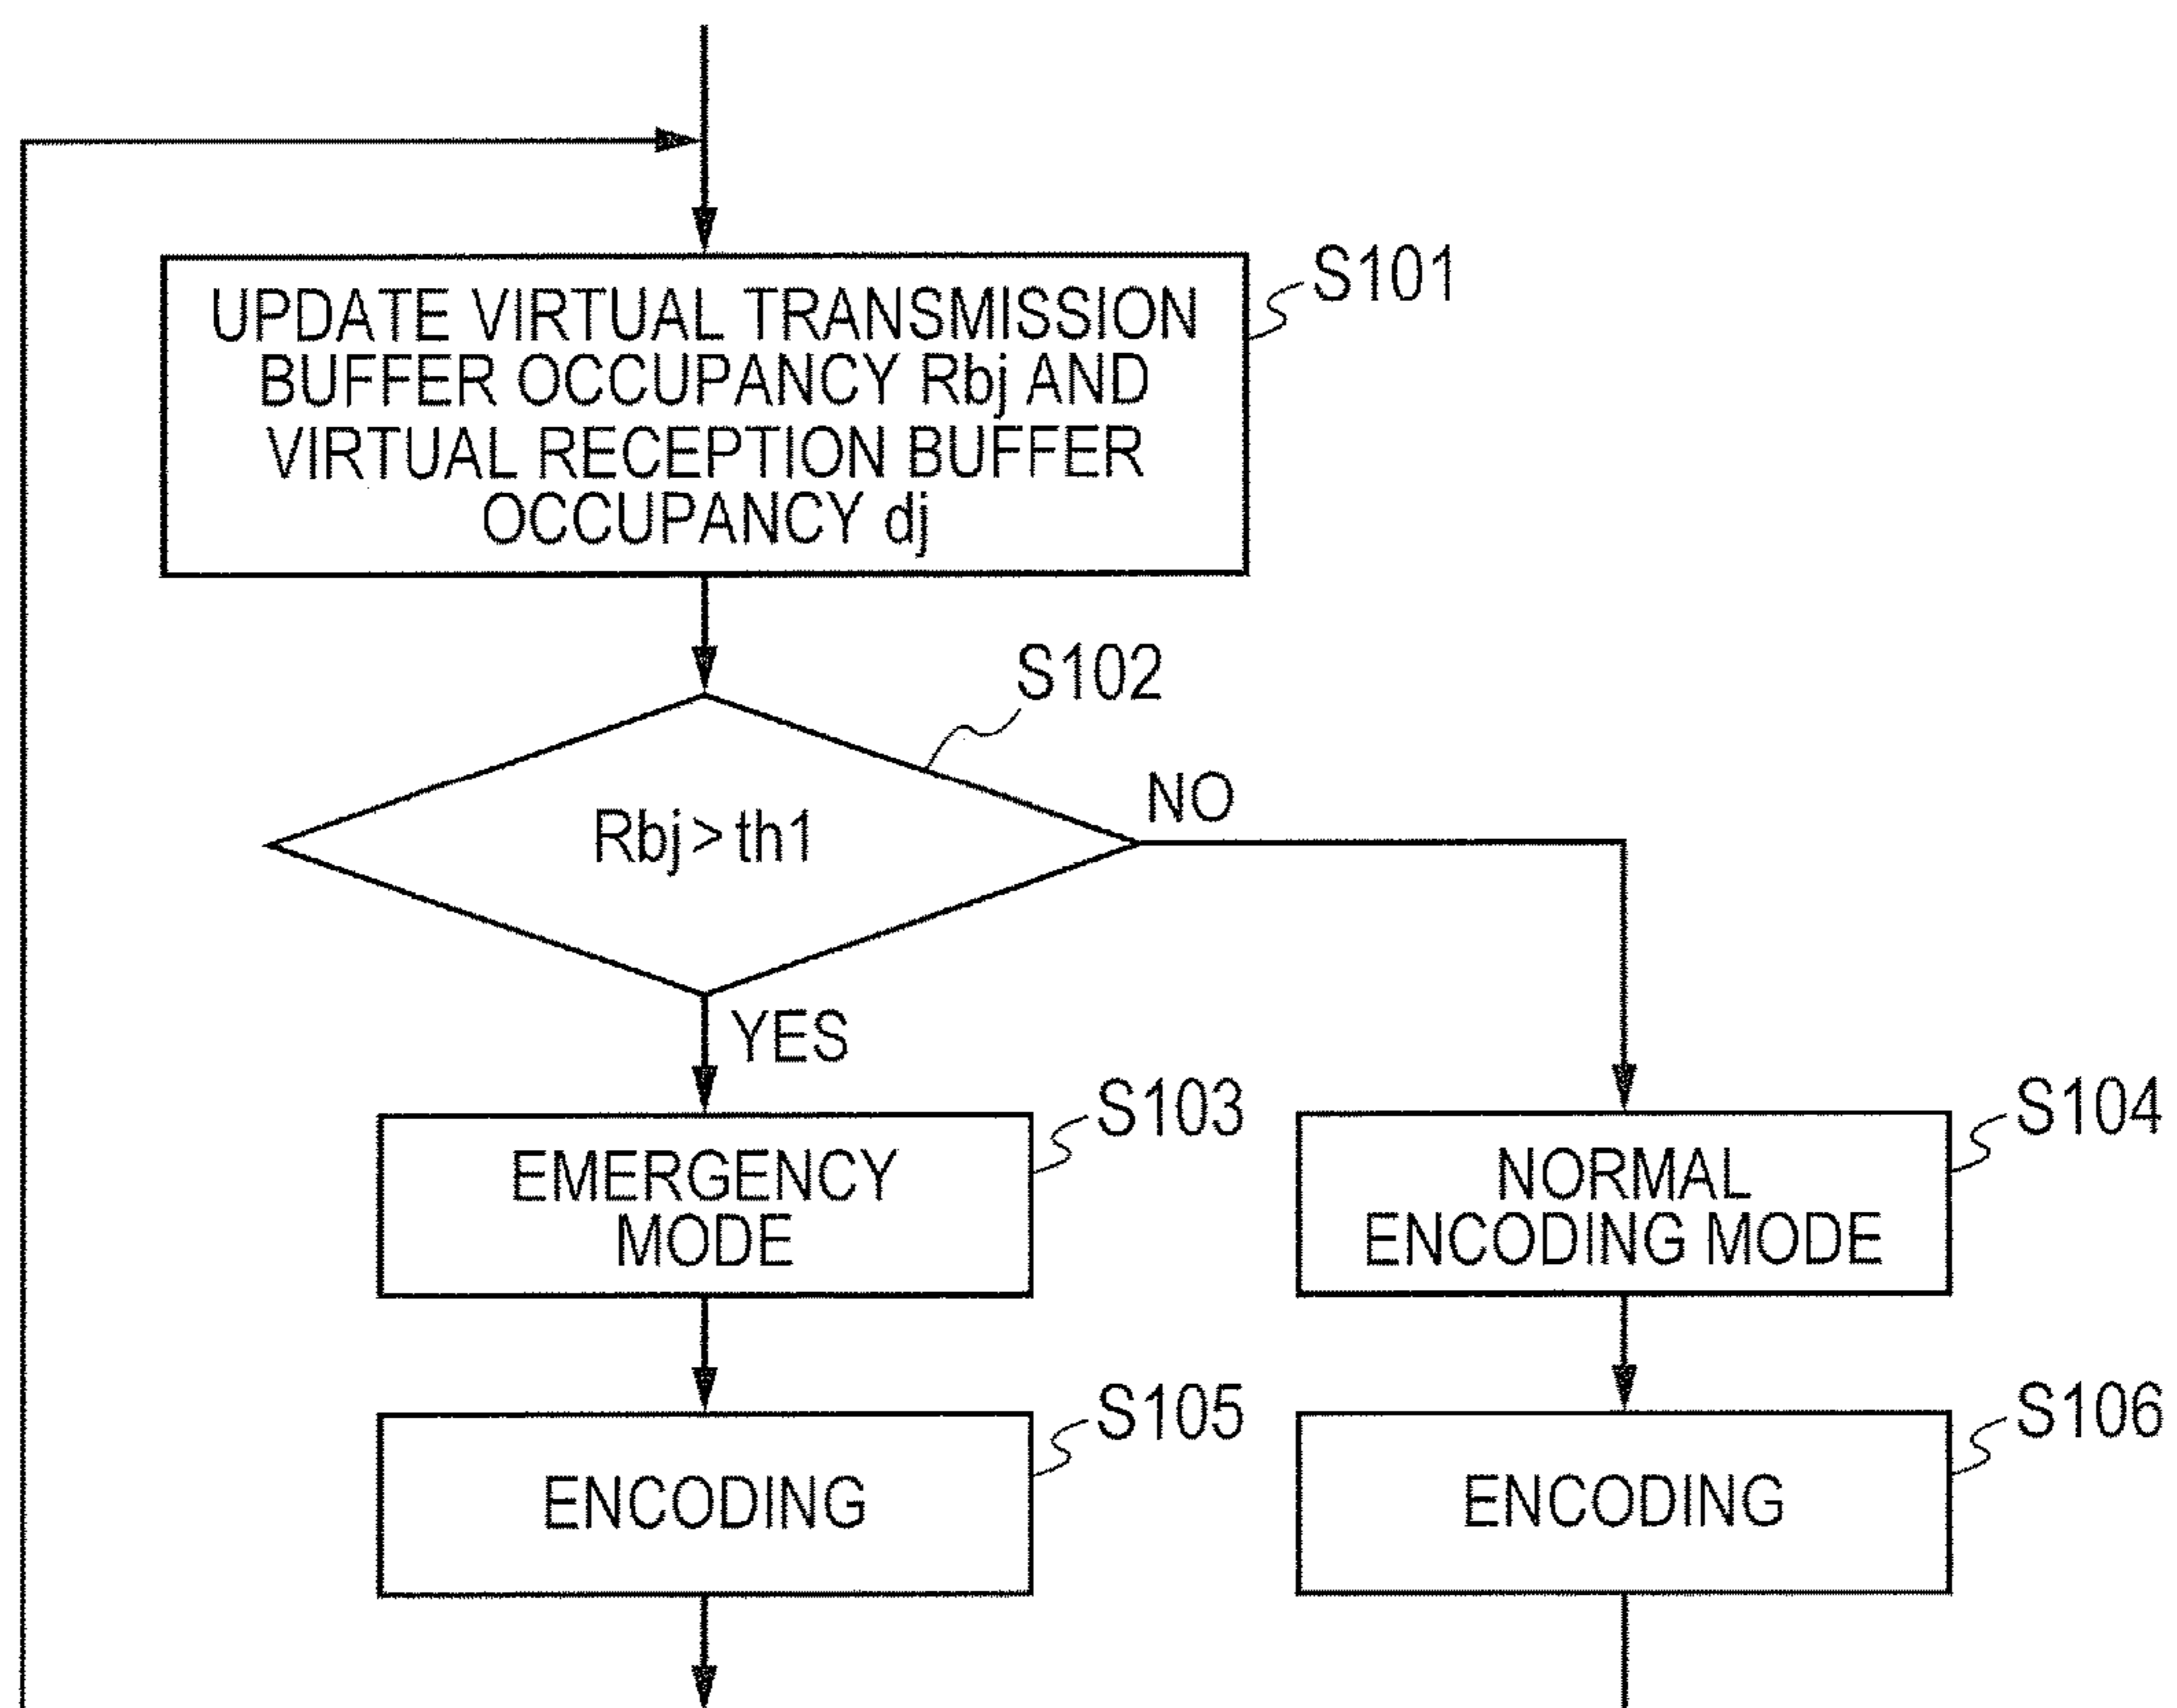 S101
UPDATE VIRTUAL TRANSMISSION
BUFFER OCCUPANCY Rbj AND
VIRTUAL RECEPTION BUFFER
OCCUPANCY dj
S102
Rbj > th1
NO
YES
S103
EMERGENCY
MODE
S104
NORMAL
ENCODING MODE
S105
ENCODING
S106
ENCODING